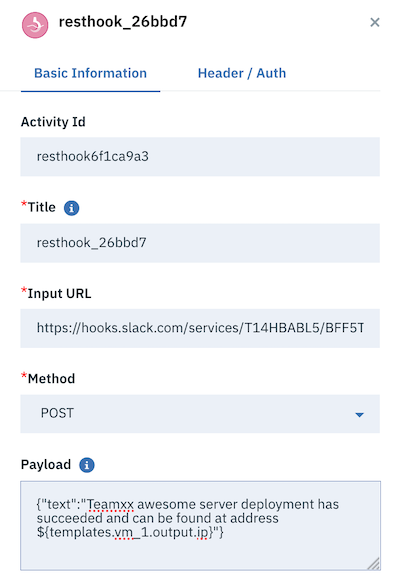 resthook_26bbd7
Basic Information Header / Auth
Activity Id
resthook6f1ca9a3
*Title
resthook_26bbd7
*Input URL
https://hooks.slack.com/services/T14HBABL5/BFF5T
*Method
POST
Payload
{"text":"Teamxx awesome server deployment has
succeeded and can be found at address
${templates.vm_1.output.ip}"}